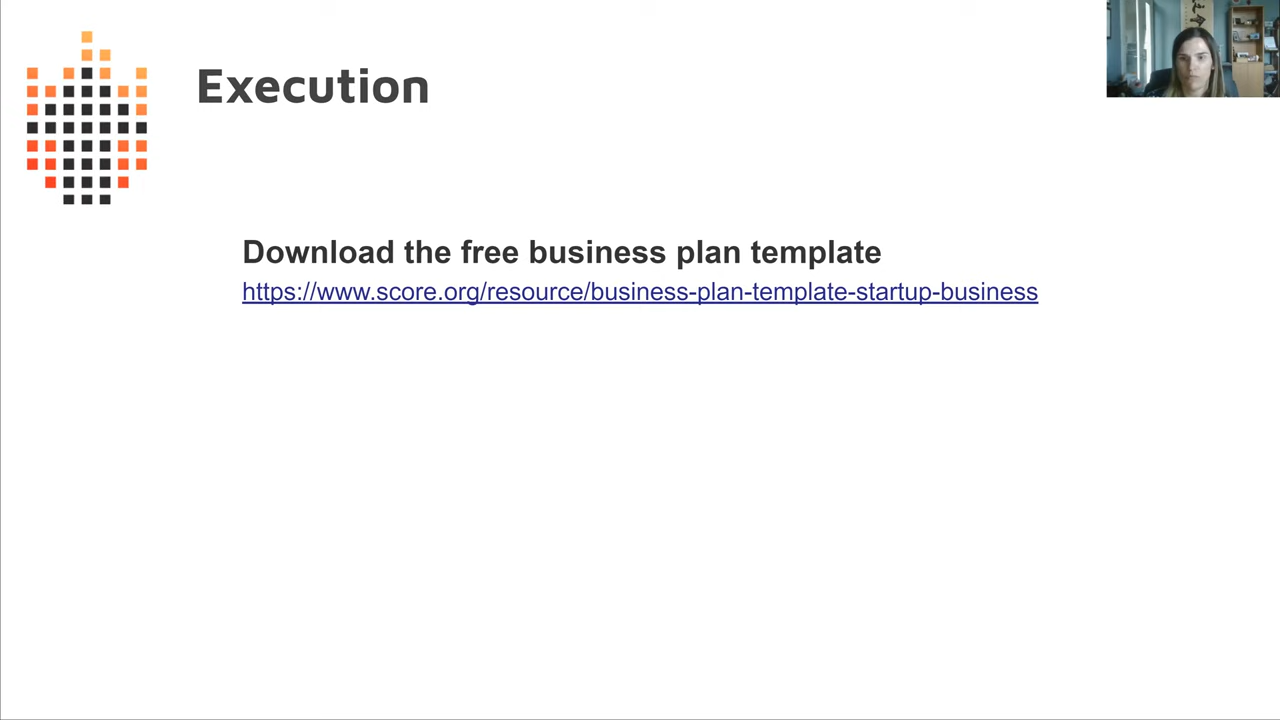 Execution
Download the free business plan template
https://www.score.org/resource/business-plan-template-startup-business